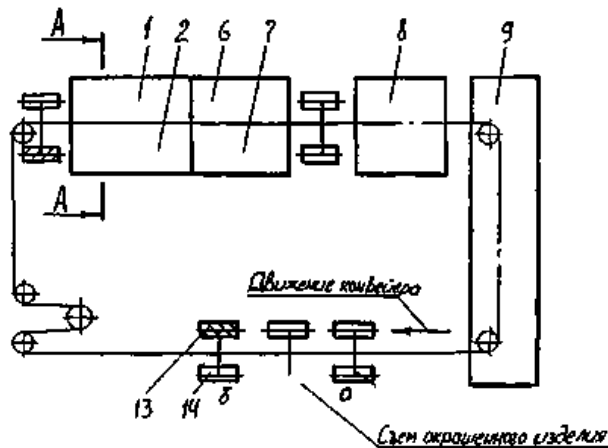 А 1 2 6 7 8 9
А
Движение конвейера
13 14 б а
Съем окрашенного изделия